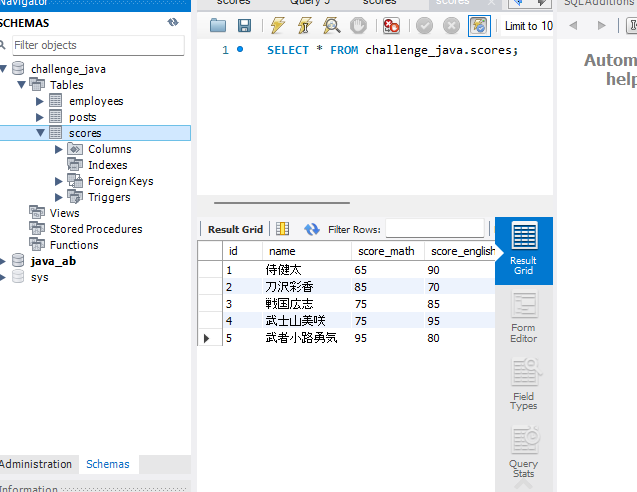 Navigator
scores
Query 5
scores
scores
SQLAdditions
SCHEMAS
Limit to 10
Filter objects
1
SELECT * FROM challenge_java.scores;
Autom
help
challenge_java
Tables
employees
posts
scores
Columns
Indexes
Foreign Keys
Triggers
Views
Stored Procedures
Functions
java_ab
sys
Result Grid
Filter Rows:
id name score_math score_english
1 侍健太 65 90
2 刀沢彩香 85 70
3 戦国広志 75 85
4 武士山美咲 75 95
5 武者小路勇気 95 80
Result
Grid
Form
Editor
Field
Types
Query
Stats
Administration Schemas
Information